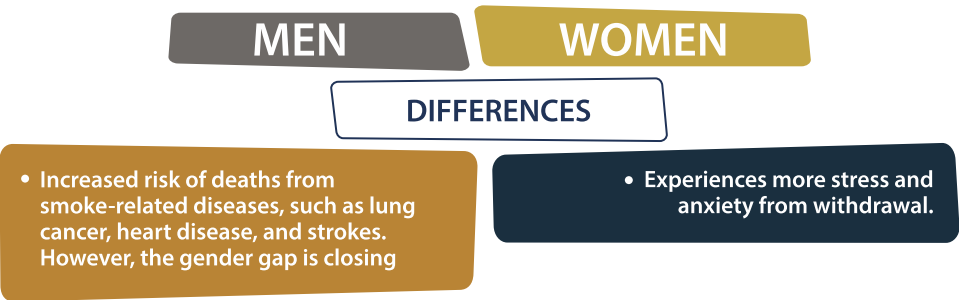 MEN
WOMEN
DIFFERENCES
• Increased risk of deaths from
smoke-related diseases, such as lung
cancer, heart disease, and strokes.
However, the gender gap is closing
• Experiences more stress and
anxiety from withdrawal.